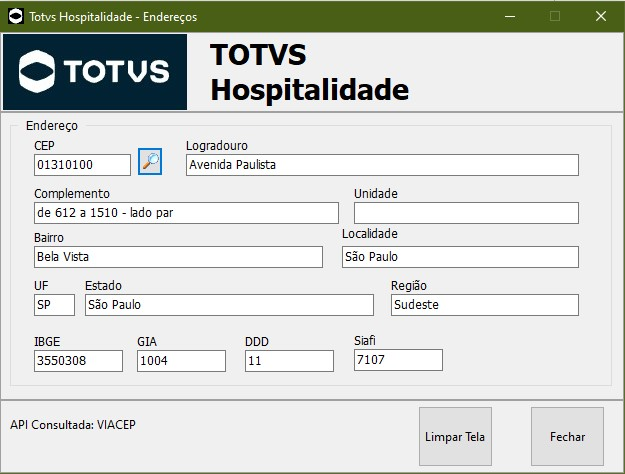 Totvs Hospitalidade - Endereços
TOTVS
TOTVS
Hospitalidade
Endereço
CEP
Logradouro
01310100
Avenida Paulista
Complemento
Unidade
de 612 a 1510 - lado par
Bairro
Localidade
Bela Vista
São Paulo
UF
Estado
Região
SP
São Paulo
Sudeste
IBGE
GIA
DDD
Siafi
3550308
1004
11
7107
API Consultada: VIACEP
Limpar Tela
Fechar